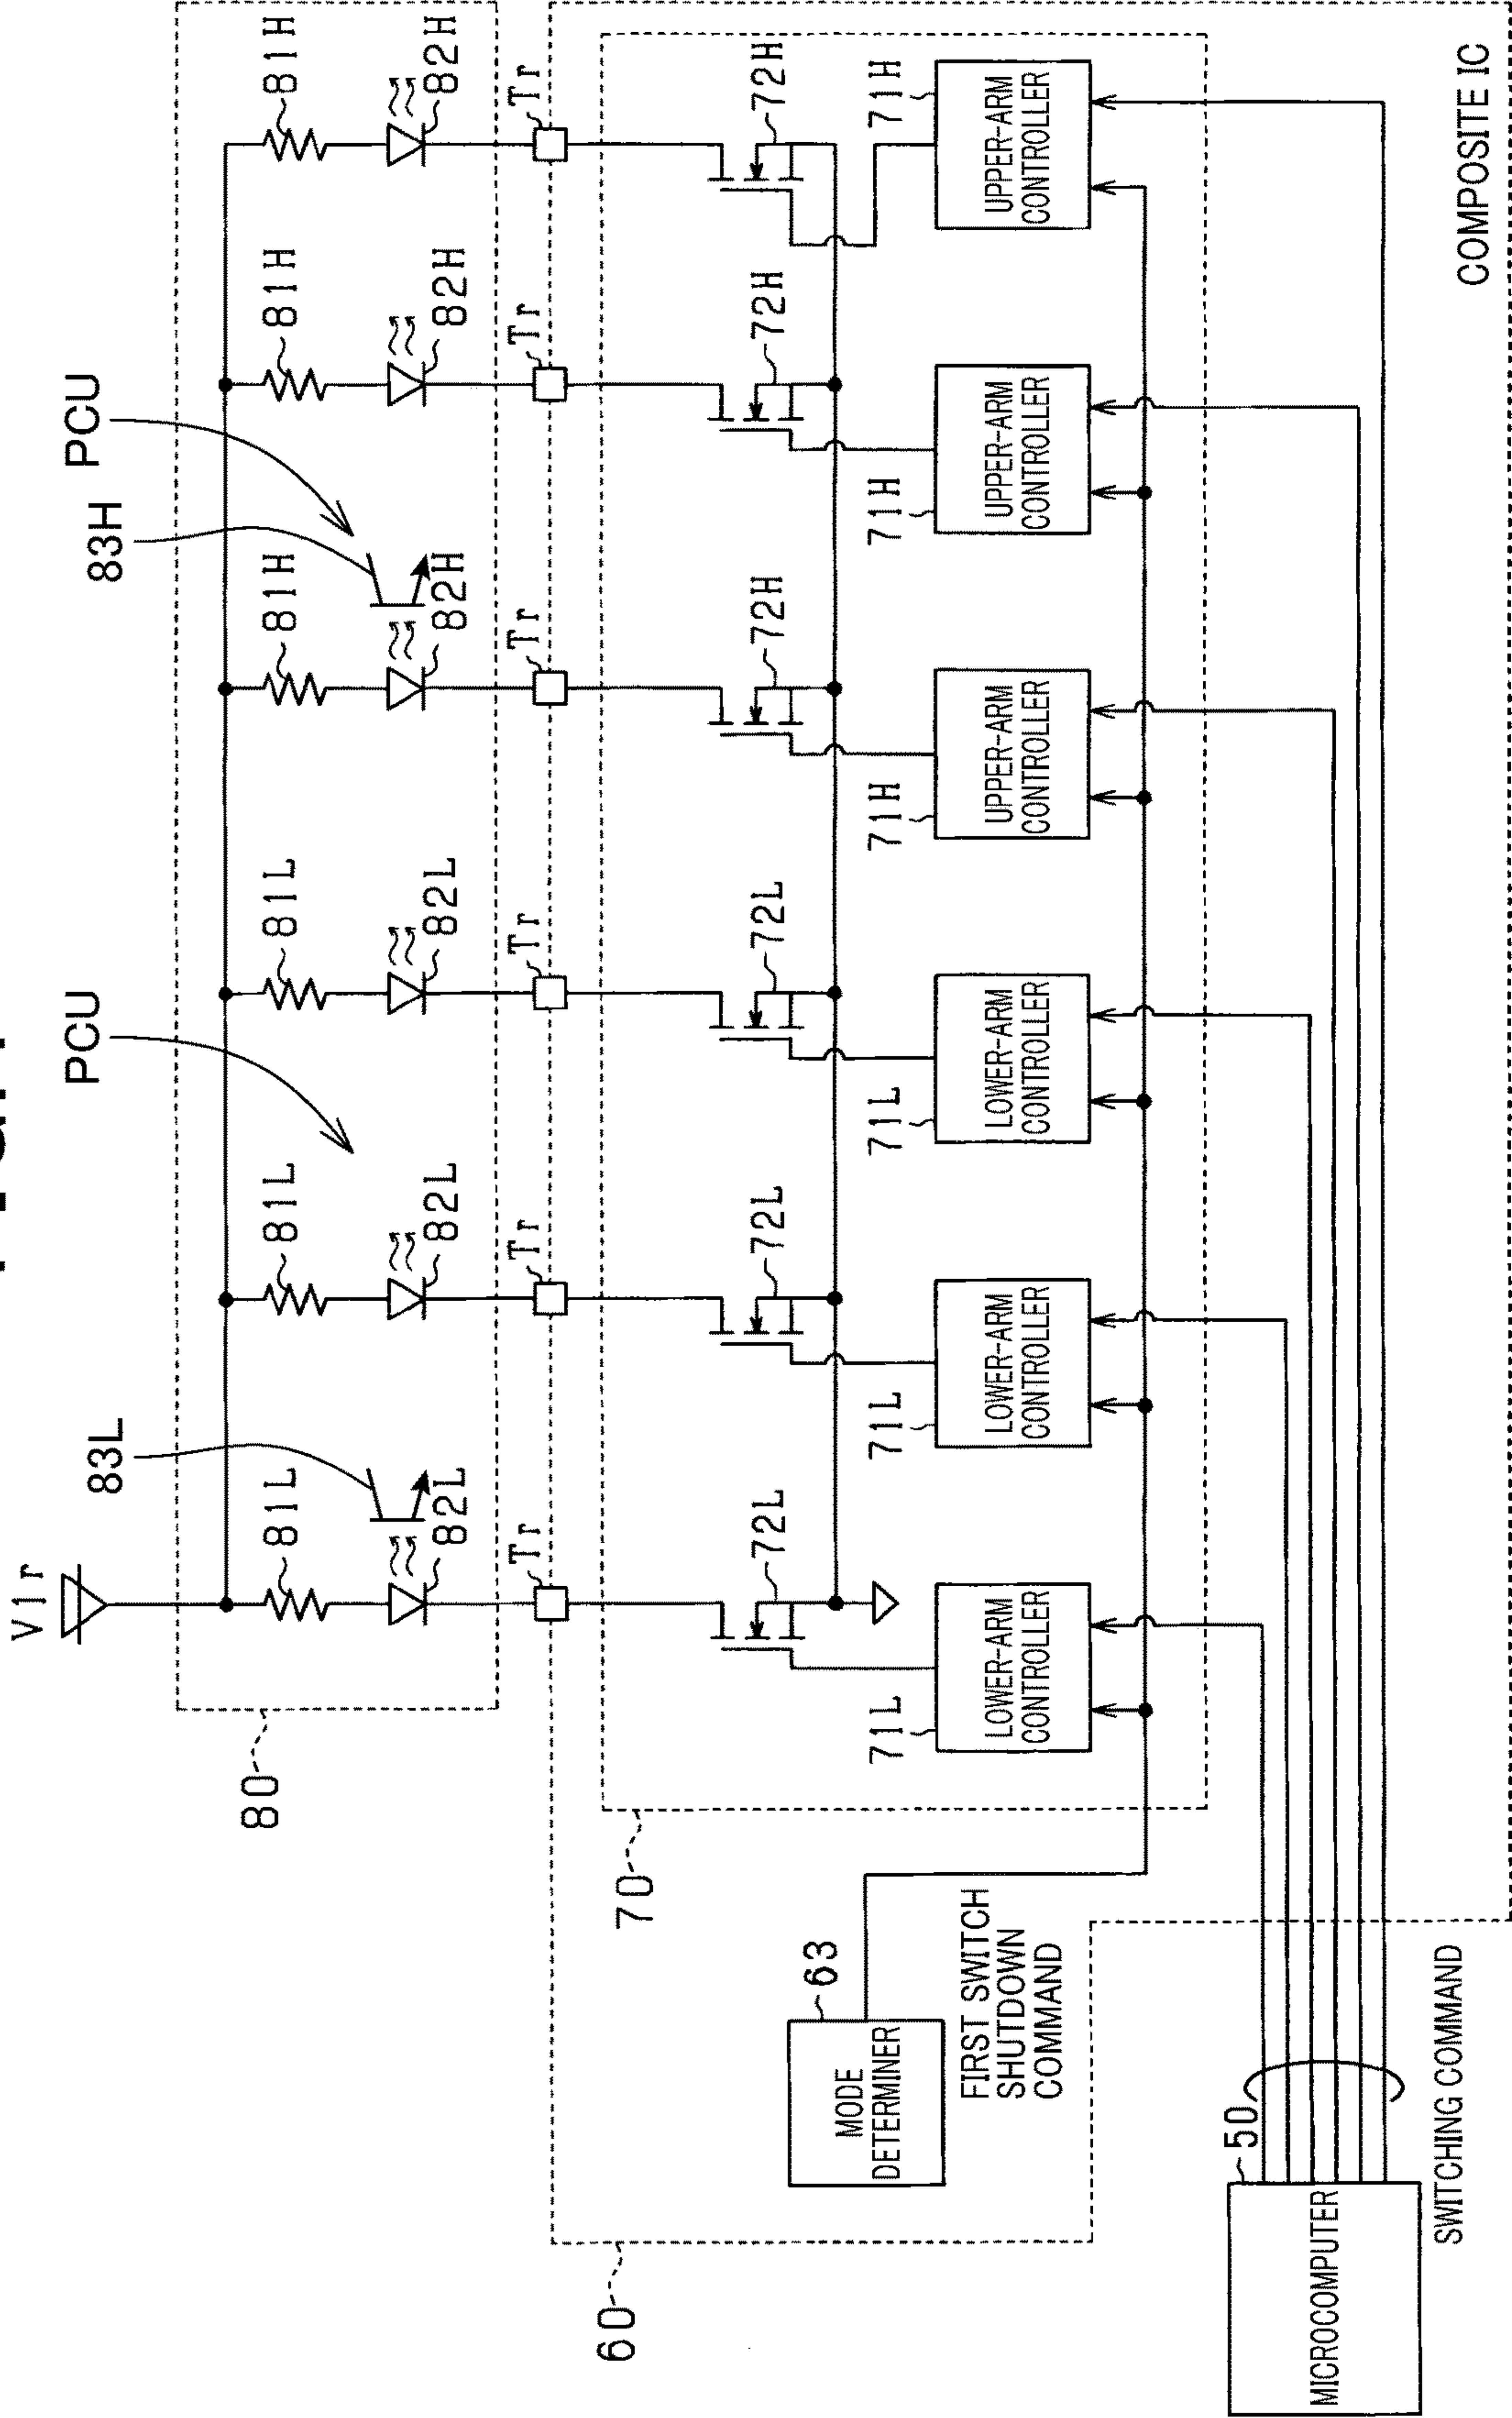 V1r
83L
PCU
83H
PCU
81L
81L
81L
81H
81H
81H
82L
82L
82L
82H
82H
82H
80
Tr
Tr
Tr
Tr
Tr
Tr
72L
72L
72L
72H
72H
72H
70
71L
71L
71L
71H
71H
71H
LOWER-ARM
CONTROLLER
LOWER-ARM
CONTROLLER
LOWER-ARM
CONTROLLER
UPPER-ARM
CONTROLLER
UPPER-ARM
CONTROLLER
UPPER-ARM
CONTROLLER
60
63
MODE
DETERMINER
FIRST SWITCH
SHUTDOWN
COMMAND
50
MICROCOMPUTER
SWITCHING COMMAND
COMPOSITE IC